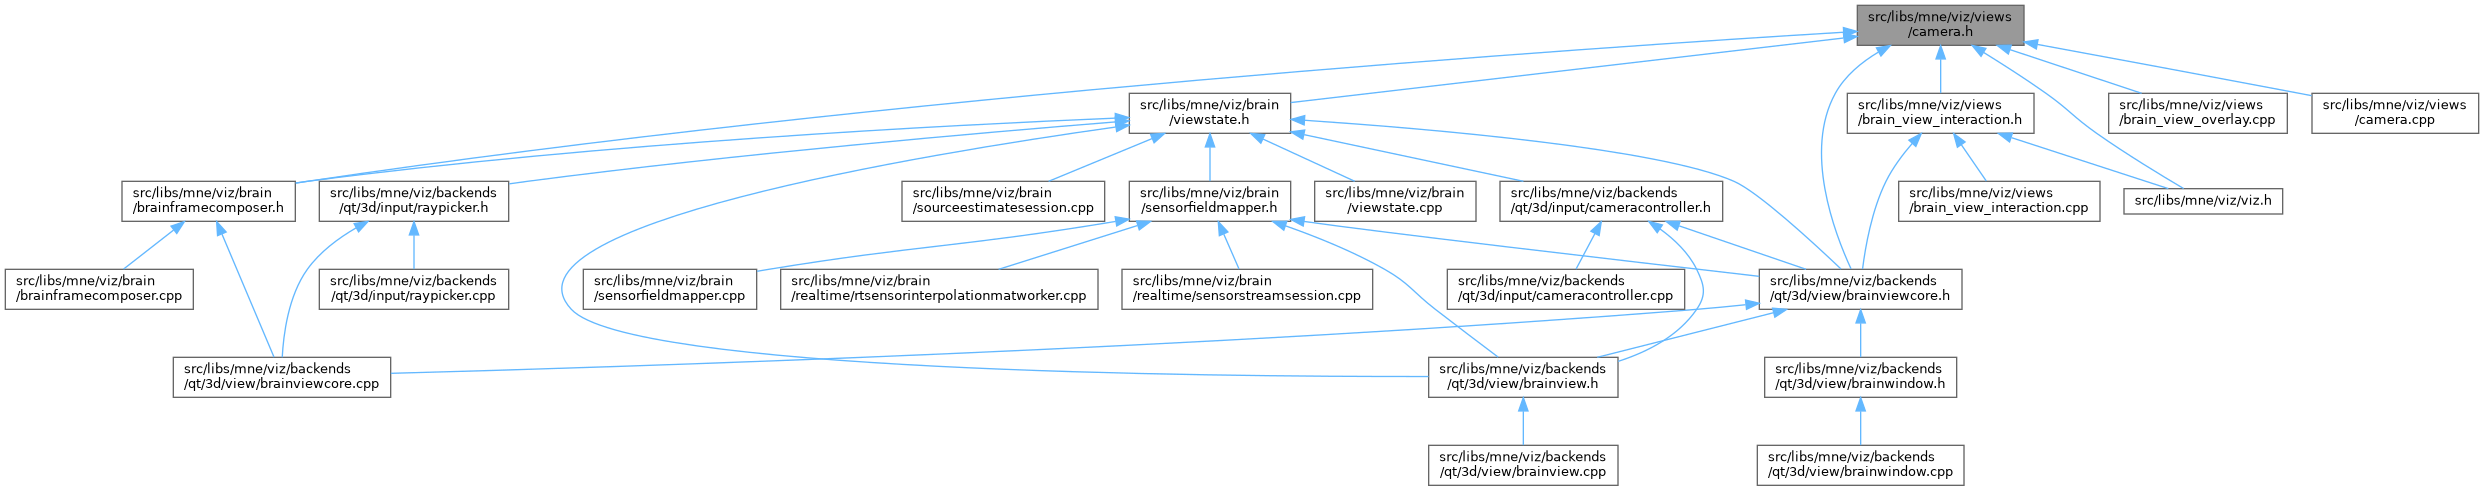 src/libs/mne/viz/views
/camera.h
src/libs/mne/viz/brain
/viewstate.h
src/libs/mne/viz/views
/brain_view_interaction.h
src/libs/mne/viz/views
/brain_view_overlay.cpp
src/libs/mne/viz/views
/camera.cpp
src/libs/mne/viz/brain
/brainframecomposer.h
src/libs/mne/viz/backends
/qt/3d/input/raypicker.h
src/libs/mne/viz/brain
/sourceestimatesession.cpp
src/libs/mne/viz/brain
/sensorfieldmapper.h
src/libs/mne/viz/brain
/viewstate.cpp
src/libs/mne/viz/backends
/qt/3d/input/cameracontroller.h
src/libs/mne/viz/views
/brain_view_interaction.cpp
src/libs/mne/viz/viz.h
src/libs/mne/viz/brain
/brainframecomposer.cpp
src/libs/mne/viz/backends
/qt/3d/input/raypicker.cpp
src/libs/mne/viz/brain
/sensorfieldmapper.cpp
src/libs/mne/viz/brain
/realtime/rtsensorinterpolationmatworker.cpp
src/libs/mne/viz/brain
/realtime/sensorstreamsession.cpp
src/libs/mne/viz/backends
/qt/3d/input/cameracontroller.cpp
src/libs/mne/viz/backends
/qt/3d/view/brainviewcore.h
src/libs/mne/viz/backends
/qt/3d/view/brainviewcore.cpp
src/libs/mne/viz/backends
/qt/3d/view/brainview.h
src/libs/mne/viz/backends
/qt/3d/view/brainwindow.h
src/libs/mne/viz/backends
/qt/3d/view/brainview.cpp
src/libs/mne/viz/backends
/qt/3d/view/brainwindow.cpp